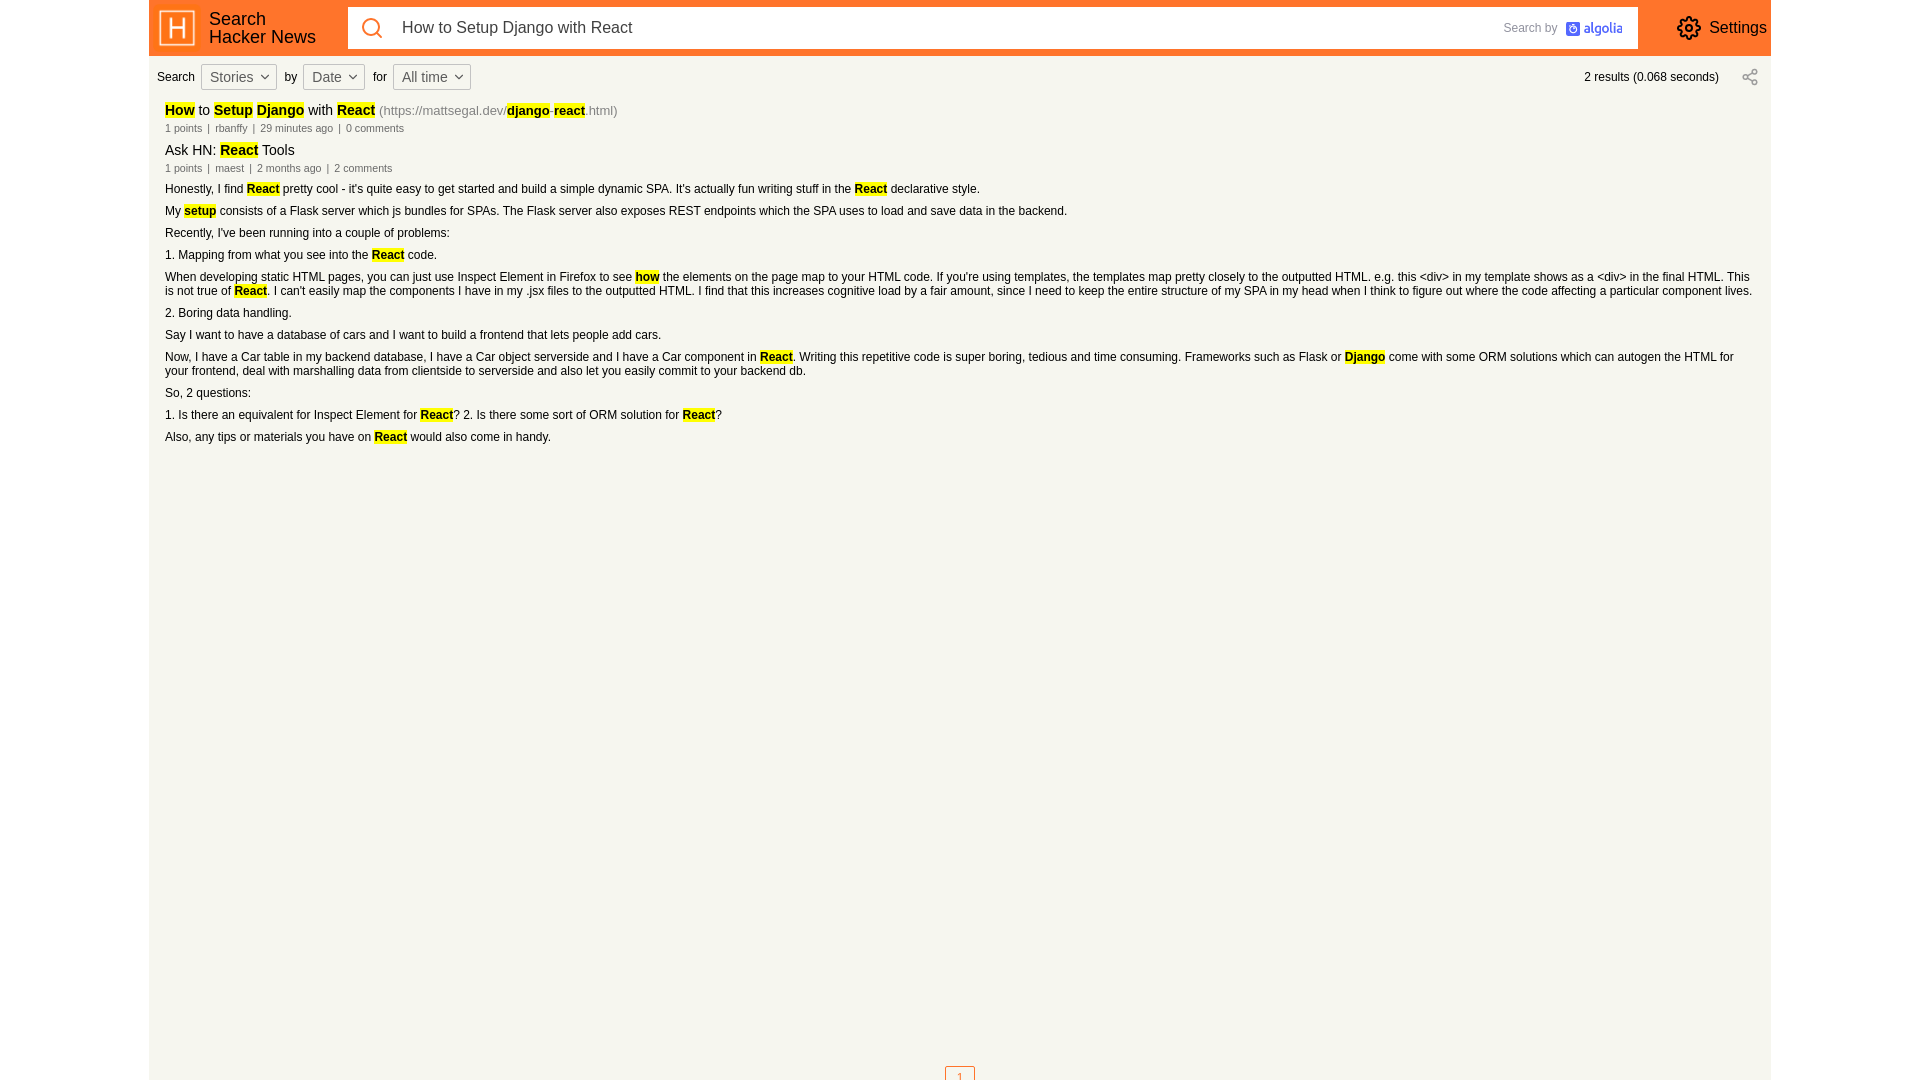 H
Search
Hacker News
How to Setup Django with React
Search by algolia
Settings
Search Stories by Date for All time
2 results (0.068 seconds)
How to Setup Django with React (https://mattsegal.dev/django-react.html)
1 points | rbanffy | 29 minutes ago | 0 comments
Ask HN: React Tools
1 points | maest | 2 months ago | 2 comments
Honestly, I find React pretty cool - it's quite easy to get started and build a simple dynamic SPA. It's actually fun writing stuff in the React declarative style.
My setup consists of a Flask server which js bundles for SPAs. The Flask server also exposes REST endpoints which the SPA uses to load and save data in the backend.
Recently, I've been running into a couple of problems:
1. Mapping from what you see into the React code.
When developing static HTML pages, you can just use Inspect Element in Firefox to see how the elements on the page map to your HTML code. If you're using templates, the templates map pretty closely to the outputted HTML. e.g. this <div> in my template shows as a <div> in the final HTML. This
is not true of React. I can't easily map the components I have in my .jsx files to the outputted HTML. I find that this increases cognitive load by a fair amount, since I need to keep the entire structure of my SPA in my head when I think to figure out where the code affecting a particular component lives.
2. Boring data handling.
Say I want to have a database of cars and I want to build a frontend that lets people add cars.
Now, I have a Car table in my backend database, I have a Car object serverside and I have a Car component in React. Writing this repetitive code is super boring, tedious and time consuming. Frameworks such as Flask or Django come with some ORM solutions which can autogen the HTML for
your frontend, deal with marshalling data from clientside to serverside and also let you easily commit to your backend db.
So, 2 questions:
1. Is there an equivalent for Inspect Element for React? 2. Is there some sort of ORM solution for React?
Also, any tips or materials you have on React would also come in handy.
1